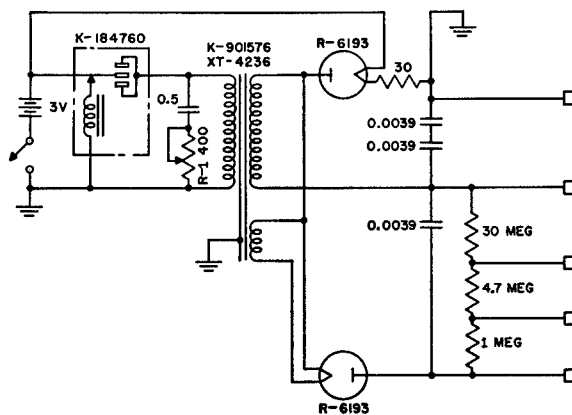 K-184760
K-901576
XT-4236
R-6193
30
3V
0.5
R-1 400
0.0039
0.0039
0.0039
30 MEG
4.7 MEG
1 MEG
R-6193